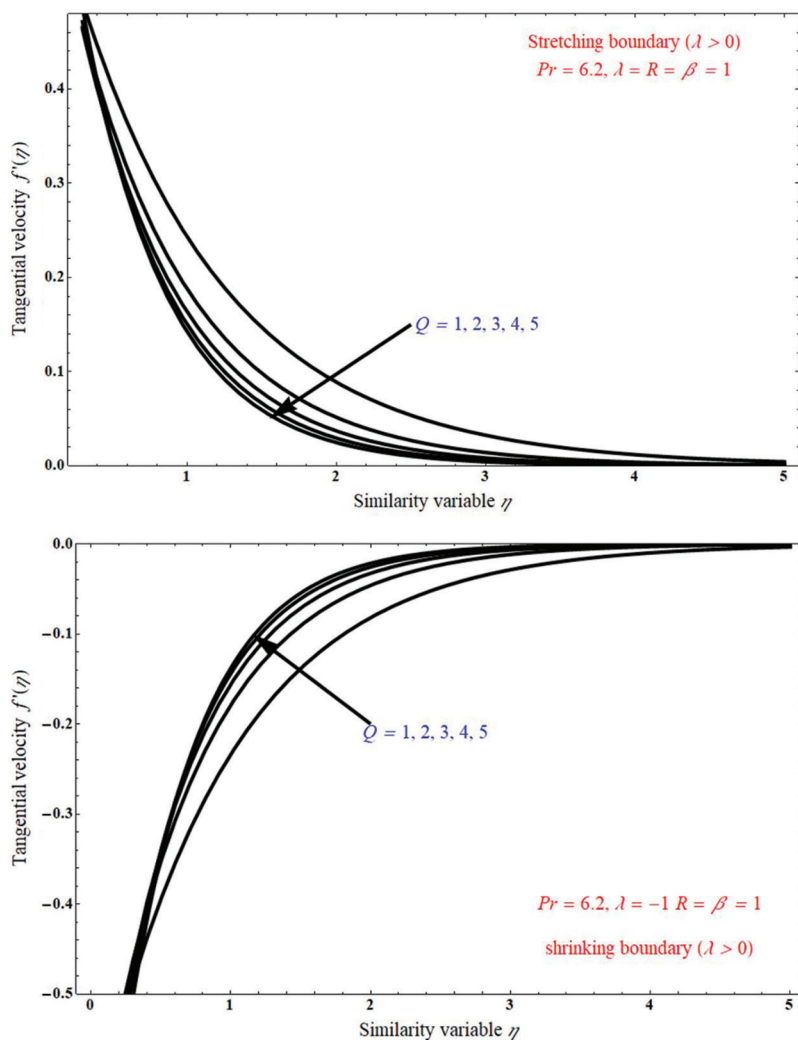 Stretching boundary (λ > 0)
Pr = 6.2, λ = R = β = 1
Tangential velocity f'(η)
0.4
0.3
0.2
0.1
0.0
Q = 1, 2, 3, 4, 5
1
2
3
4
5
Similarity variable η
Tangential velocity f'(η)
0.0
−0.1
−0.2
−0.3
−0.4
−0.5
Q = 1, 2, 3, 4, 5
Pr = 6.2, λ = −1 R = β = 1
shrinking boundary (λ > 0)
0
1
2
3
4
5
Similarity variable η